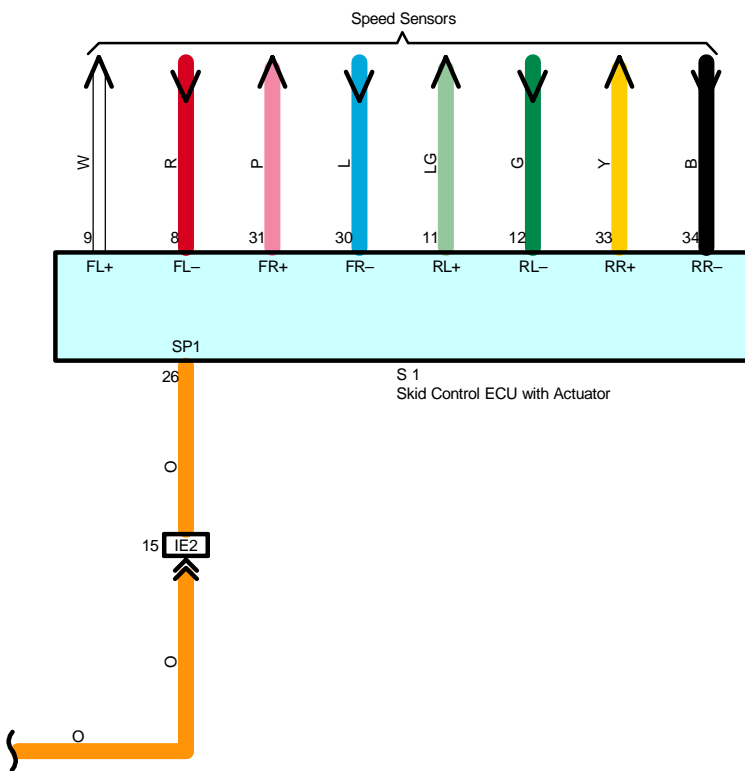 Speed Sensors
W R P L LG G Y B
9 8 31 30 11 12 33 34
FL+ FL– FR+ FR– RL+ RL– RR+ RR–
SP1
26
S 1
Skid Control ECU with Actuator
O
15 IE2
O
O